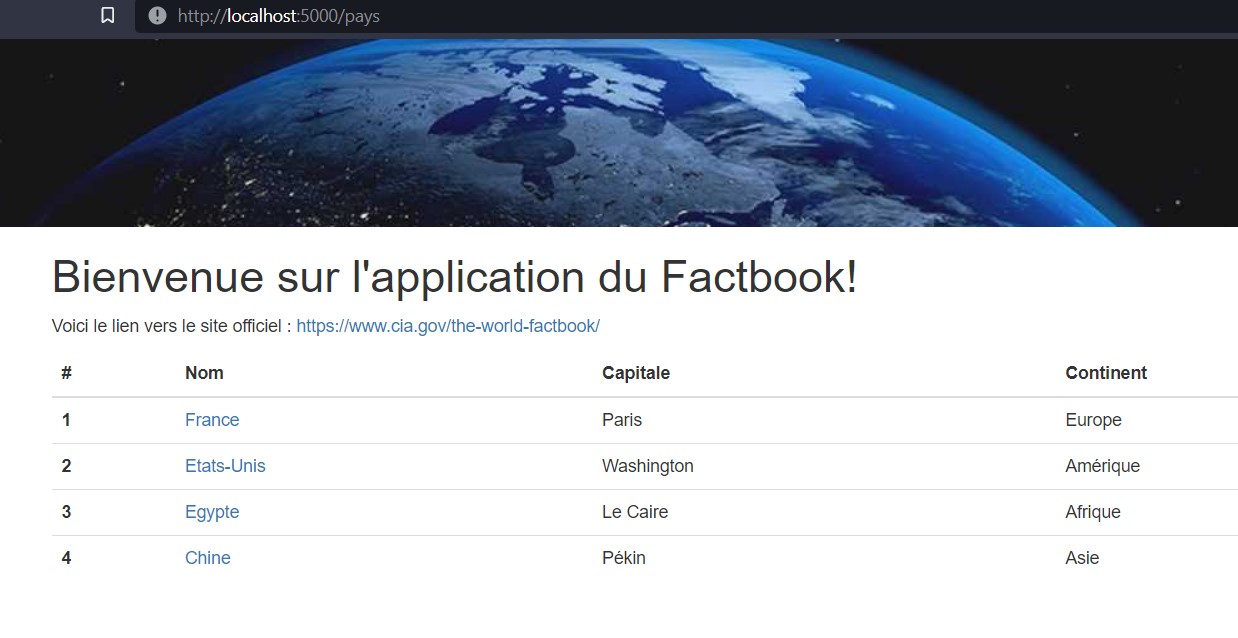 http://localhost:5000/pays
Bienvenue sur l'application du Factbook!
Voici le lien vers le site officiel : https://www.cia.gov/the-world-factbook/
# Nom Capitale Continent
1 France Paris Europe
2 Etats-Unis Washington Amérique
3 Egypte Le Caire Afrique
4 Chine Pékin Asie